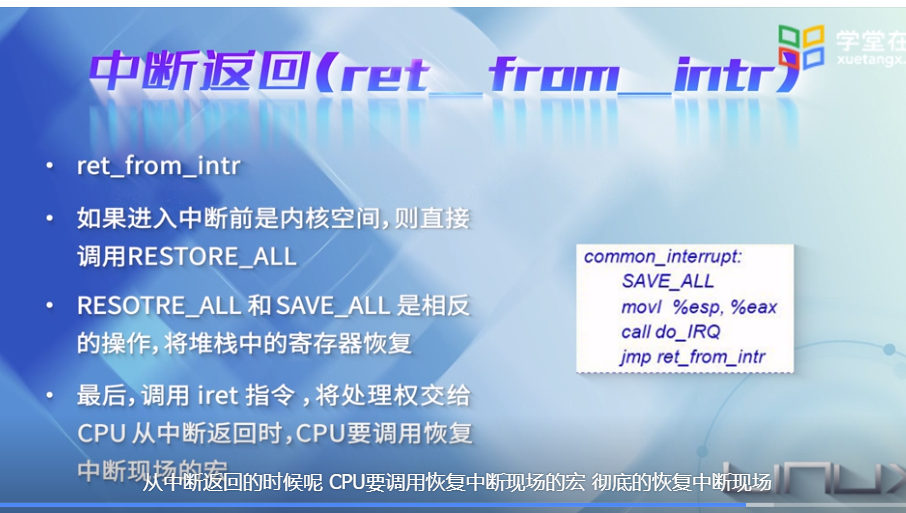 中断返回(ret_from_intr)
学堂在
xuetangx.
• ret_from_intr
• 如果进入中断前是内核空间，则直接
调用RESTORE_ALL
• RESOTRE_ALL 和 SAVE_ALL 是相反
的操作，将堆栈中的寄存器恢复
• 最后，调用 iret 指令，将处理权交给
CPU 从中断返回时，CPU要调用恢复
中断现场的宏
common_interrupt:
SAVE_ALL
movl %esp, %eax
call do_IRQ
jmp ret_from_intr
从中断返回的时候呢 CPU要调用恢复中断现场的宏 彻底的恢复中断现场
LINUX